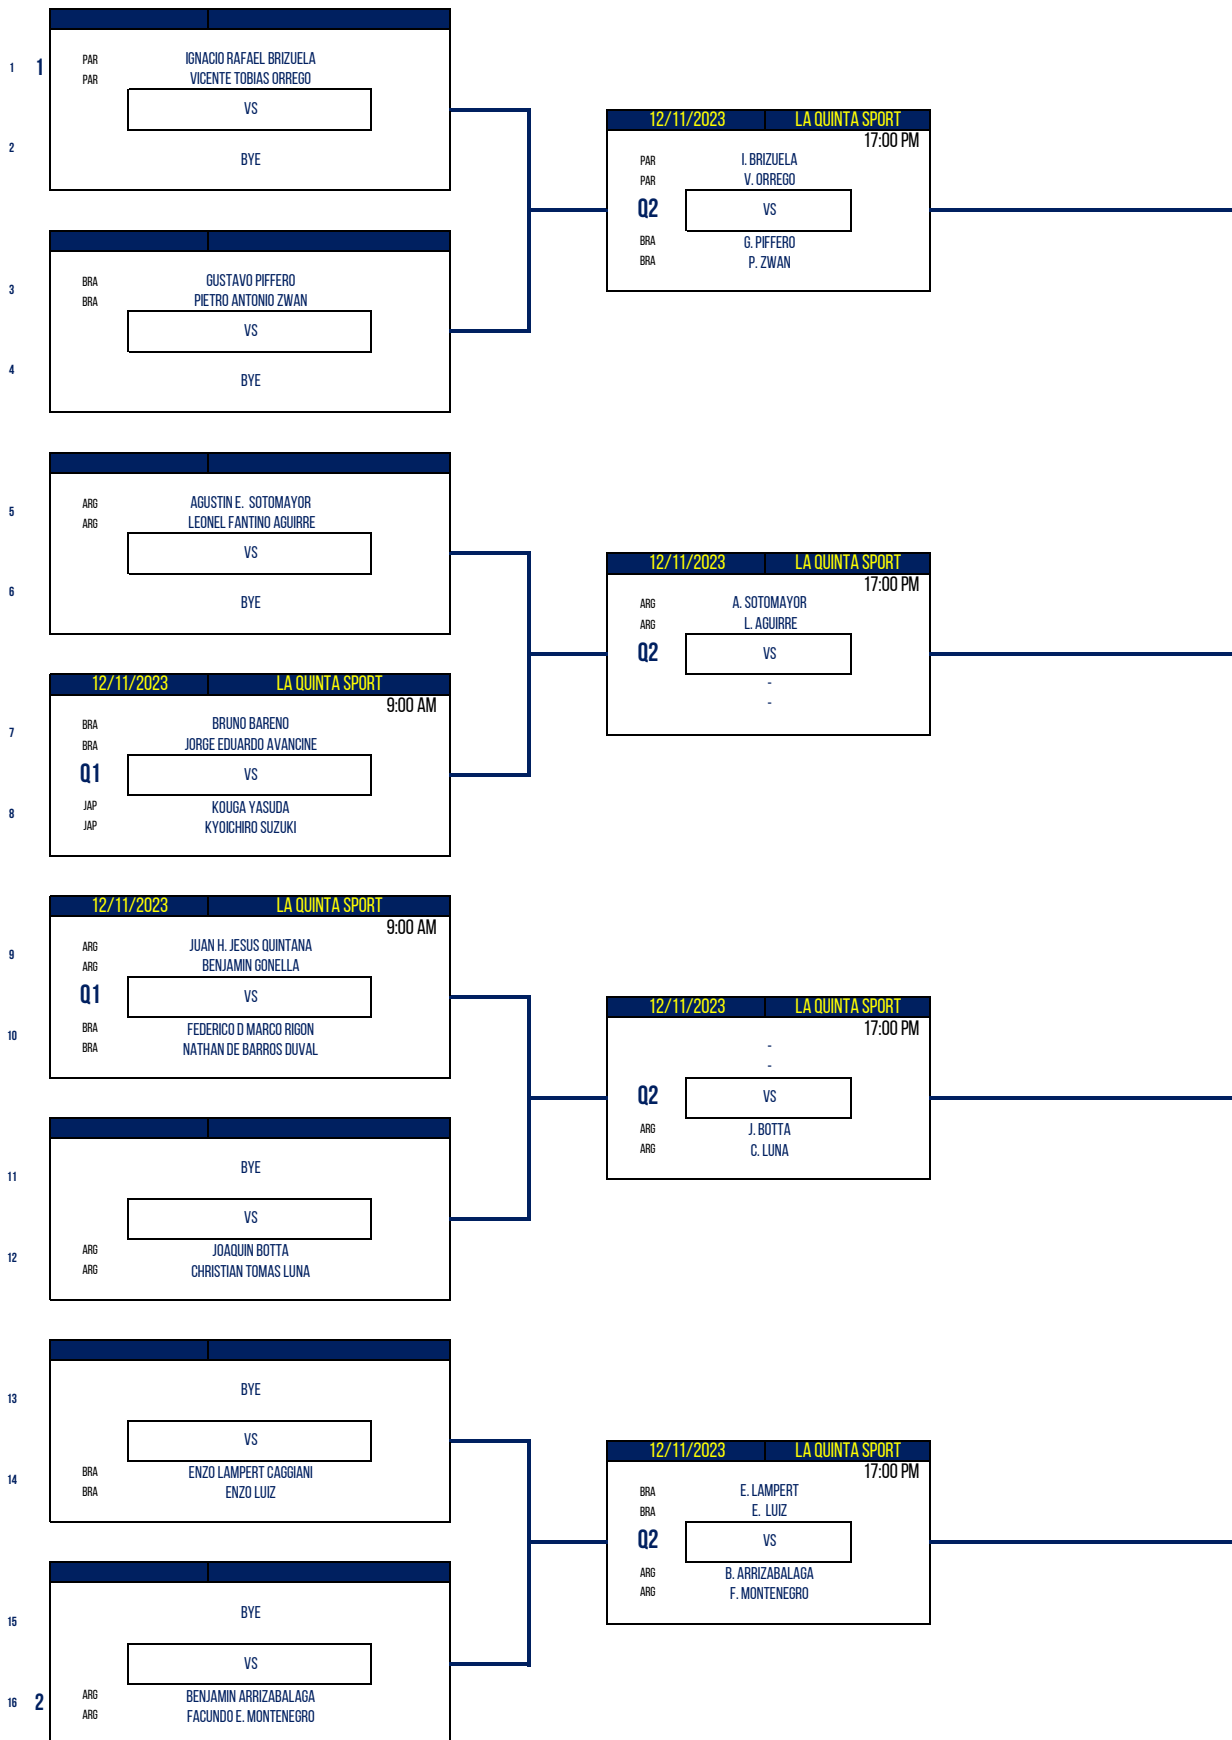 1 1 PAR IGNACIO RAFAEL BRIZUELA
PAR VICENTE TOBIAS ORREGO
VS
2 BYE
3 BRA GUSTAVO PIFFERO
BRA PIETRO ANTONIO ZWAN
VS
4 BYE
5 ARG AGUSTIN E. SOTOMAYOR
ARG LEONEL FANTINO AGUIRRE
VS
6 BYE
12/11/2023 LA QUINTA SPORT
9:00 AM
7 BRA BRUNO BARENO
BRA JORGE EDUARDO AVANCINE
Q1 VS
8 JAP KOUGA YASUDA
JAP KYOICHIRO SUZUKI
12/11/2023 LA QUINTA SPORT
9:00 AM
9 ARG JUAN H. JESUS QUINTANA
ARG BENJAMIN GONELLA
Q1 VS
10 BRA FEDERICO D MARCO RIGON
BRA NATHAN DE BARROS DUVAL
11 BYE
VS
12 ARG JOAQUIN BOTTA
ARG CHRISTIAN TOMAS LUNA
13 BYE
VS
14 BRA ENZO LAMPERT CAGGIANI
BRA ENZO LUIZ
15 BYE
VS
16 2 ARG BENJAMIN ARRIZABALAGA
ARG FACUNDO E. MONTENEGRO
12/11/2023 LA QUINTA SPORT
17:00 PM
PAR I. BRIZUELA
PAR V. ORREGO
Q2 VS
BRA G. PIFFERO
BRA P. ZWAN
12/11/2023 LA QUINTA SPORT
17:00 PM
ARG A. SOTOMAYOR
ARG L. AGUIRRE
Q2 VS
-
-
12/11/2023 LA QUINTA SPORT
17:00 PM
-
-
Q2 VS
ARG J. BOTTA
ARG C. LUNA
12/11/2023 LA QUINTA SPORT
17:00 PM
BRA E. LAMPERT
BRA E. LUIZ
Q2 VS
ARG B. ARRIZABALAGA
ARG F. MONTENEGRO